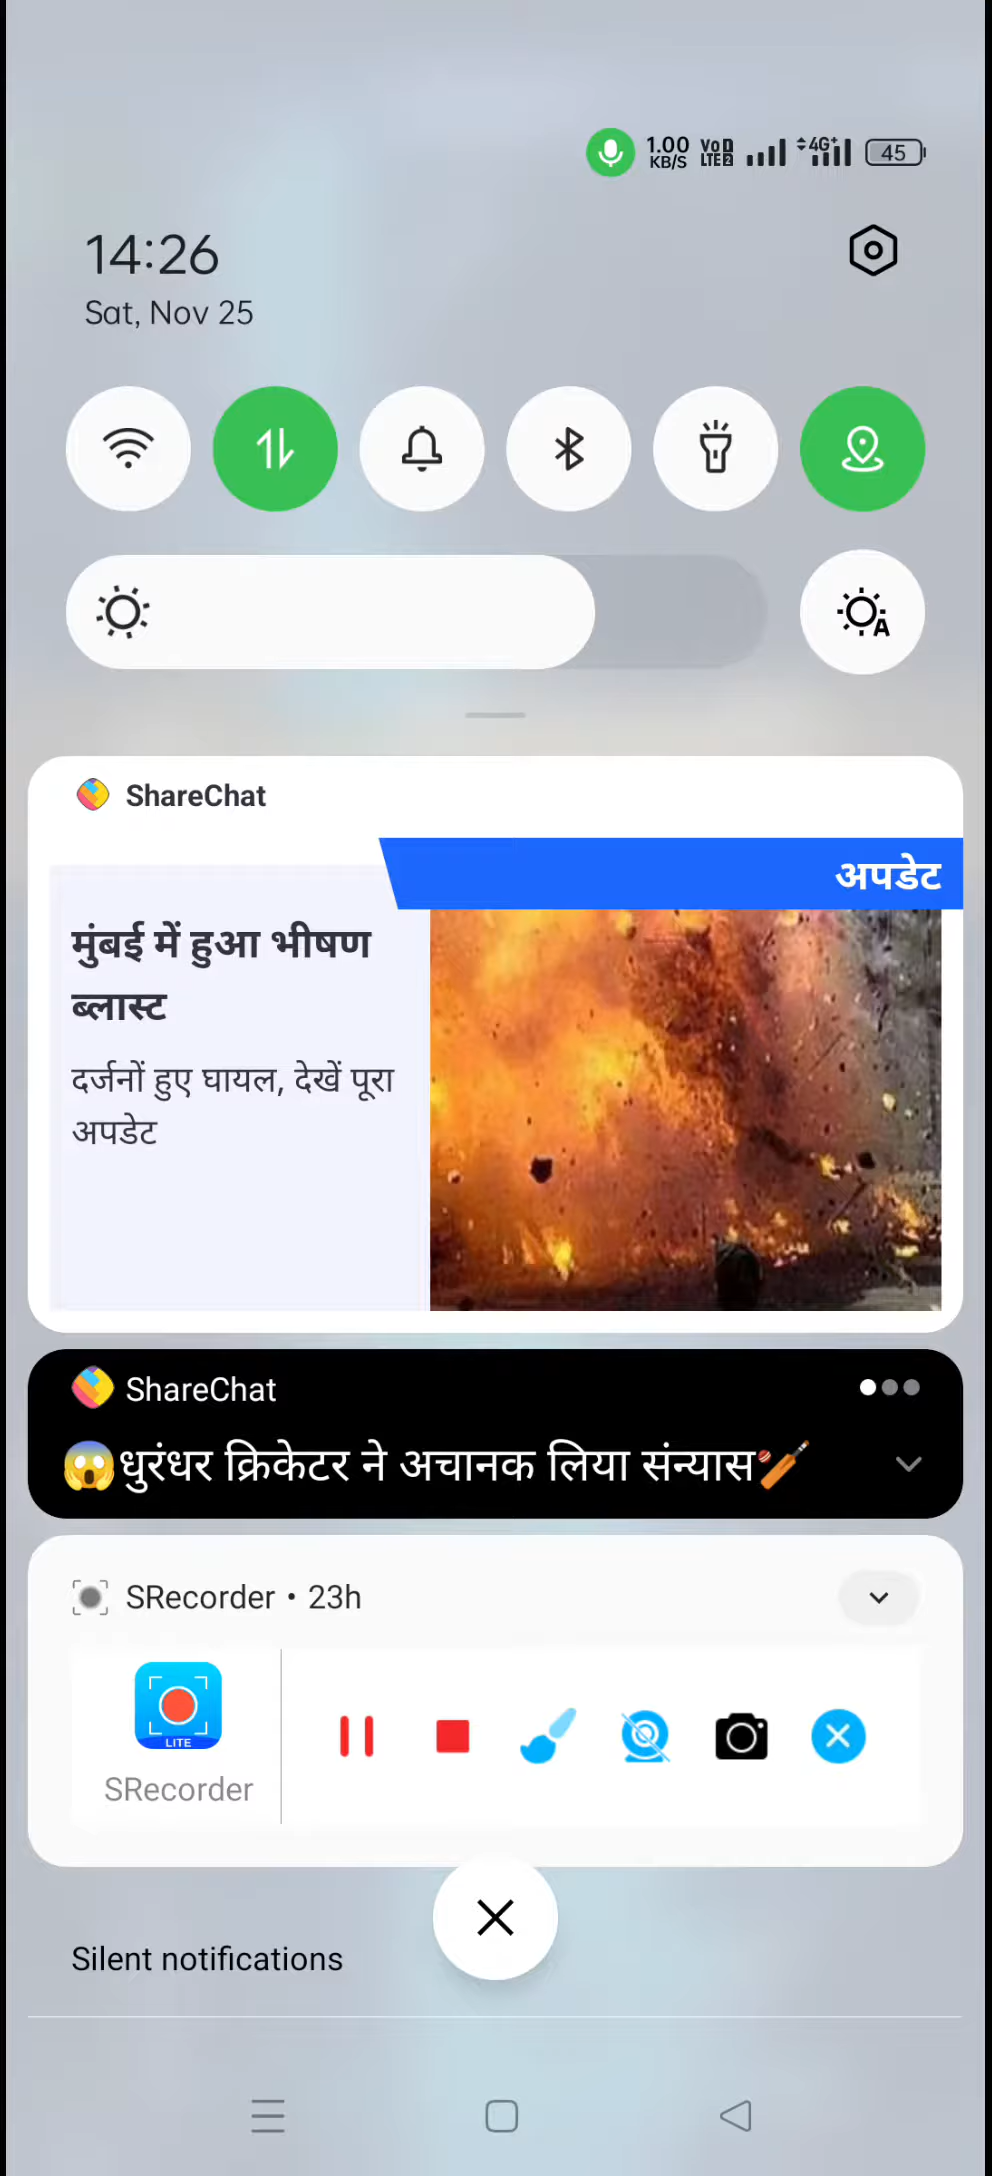 1.00 KB/S VoD LTE2 4G+ 45
14:26
Sat, Nov 25
A
ShareChat
अपडेट
मुंबई में हुआ भीषण
ब्लास्ट
दर्जनों हुए घायल, देखें पूरा
अपडेट
ShareChat
😱धुरंधर क्रिकेटर ने अचानक लिया संन्यास🏏
SRecorder • 23h
LITE
SRecorder
Silent notifications